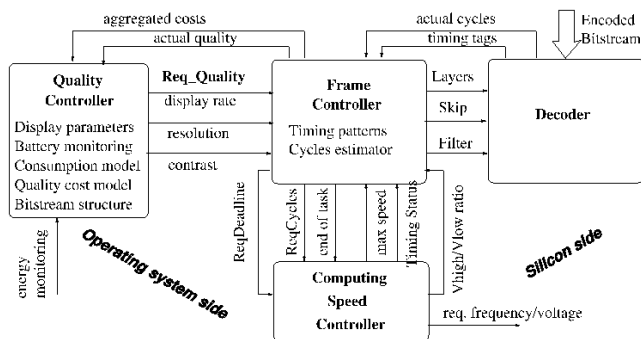 aggregated costs
actual quality
actual cycles
timing tags
Encoded
Bitstream
Quality
Controller
Display parameters
Battery monitoring
Consumption model
Quality cost model
Bitstream structure
Req_Quality
display rate
resolution
contrast
Frame
Controller
Timing patterns
Cycles estimator
Layers
Skip
Filter
Decoder
ReqDeadline
ReqCycles
end of task
max speed
Timing Status
Vhigh/Vlow ratio
energy
monitoring
Operating system side
Silicon side
Computing
Speed
Controller
req. frequency/voltage